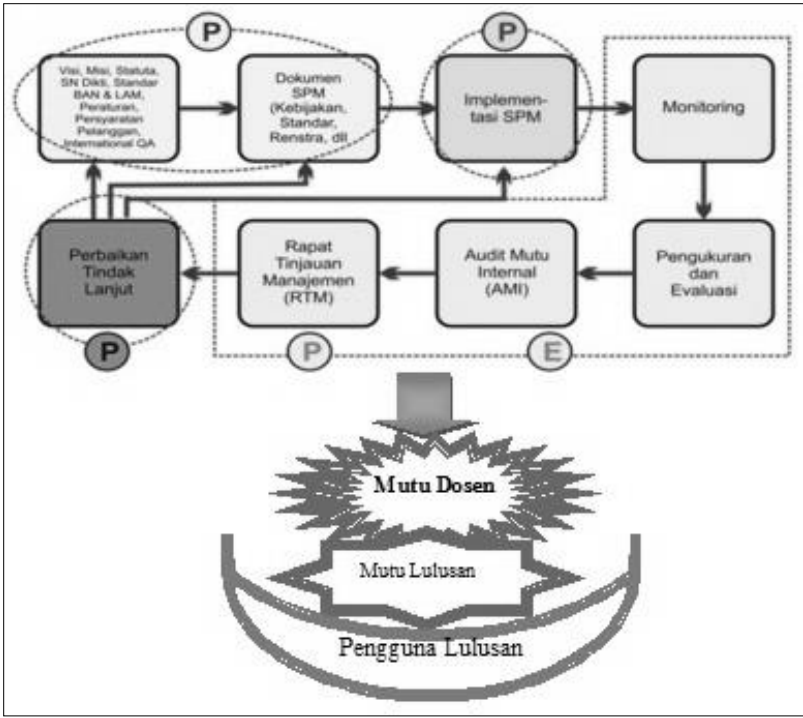 P
P
Visi, Misi, Statuta,
SN Dikti, Standar
BAN & LAM,
Peraturan,
Persyaratan
Pelanggan,
International QA
Dokumen
SPM
(Kebijakan,
Standar,
Renstra, dll
Implemen-
tasi SPM
Monitoring
Perbaikan
Tindak
Lanjut
Rapat
Tinjauan
Manajemen
(RTM)
Audit Mutu
Internal
(AMI)
Pengukuran
dan
Evaluasi
P
P
E
Mutu Dosen
Mutu Lulusan
Pengguna Lulusan